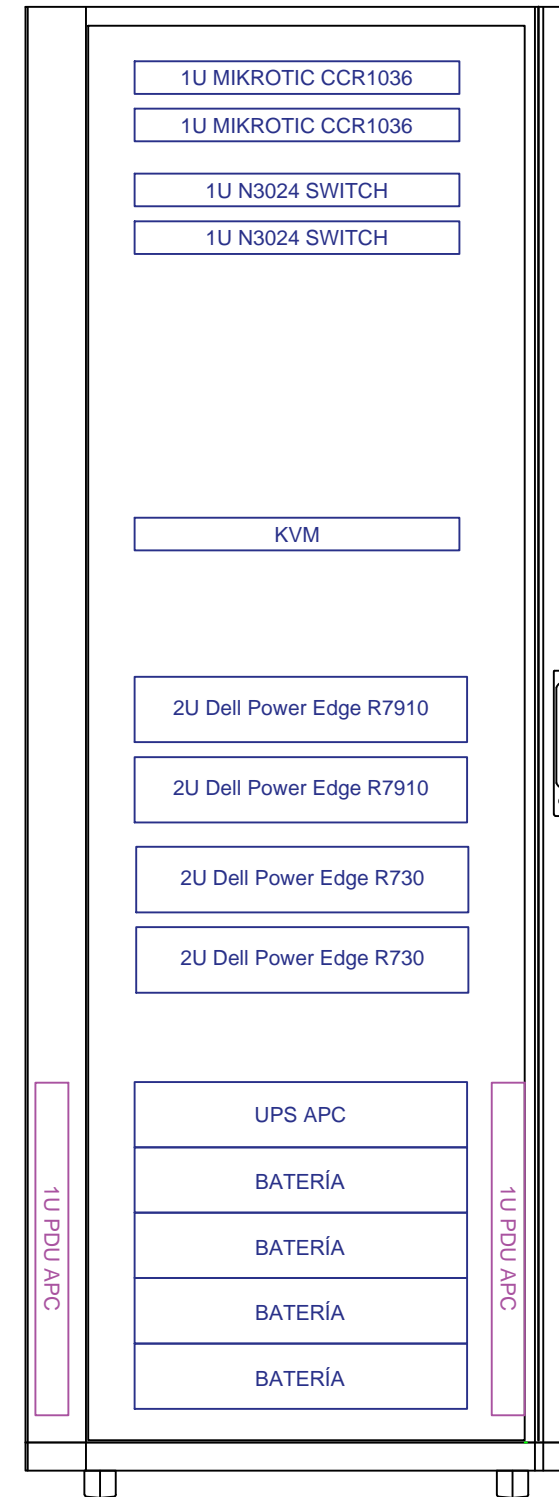 1U MIKROTIC CCR1036
1U MIKROTIC CCR1036
1U N3024 SWITCH
1U N3024 SWITCH
KVM
2U Dell Power Edge R7910
2U Dell Power Edge R7910
2U Dell Power Edge R730
2U Dell Power Edge R730
UPS APC
BATERÍA
BATERÍA
BATERÍA
BATERÍA
1U PDU APC
1U PDU APC